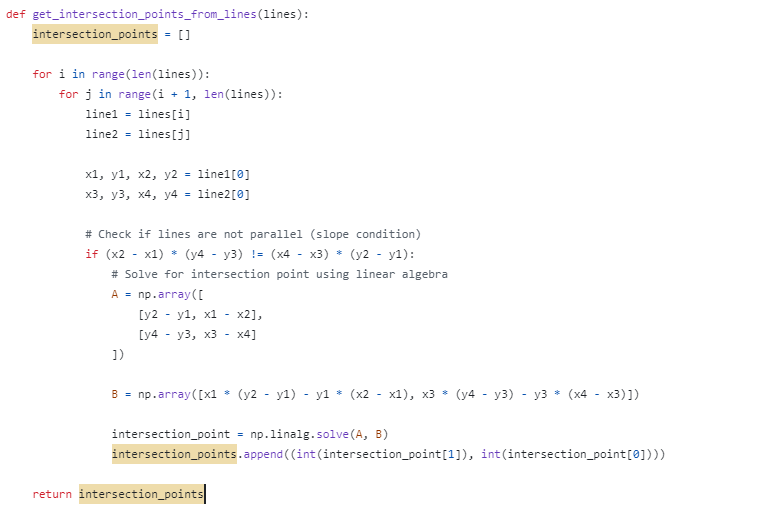 def get_intersection_points_from_lines(lines):
    intersection_points = []

    for i in range(len(lines)):
        for j in range(i + 1, len(lines)):
            line1 = lines[i]
            line2 = lines[j]

            x1, y1, x2, y2 = line1[0]
            x3, y3, x4, y4 = line2[0]

            # Check if lines are not parallel (slope condition)
            if (x2 - x1) * (y4 - y3) != (x4 - x3) * (y2 - y1):
                # Solve for intersection point using linear algebra
                A = np.array([
                    [y2 - y1, x1 - x2],
                    [y4 - y3, x3 - x4]
                ])

                B = np.array([x1 * (y2 - y1) - y1 * (x2 - x1), x3 * (y4 - y3) - y3 * (x4 - x3)])

                intersection_point = np.linalg.solve(A, B)
                intersection_points.append((int(intersection_point[1]), int(intersection_point[0])))

    return intersection_points